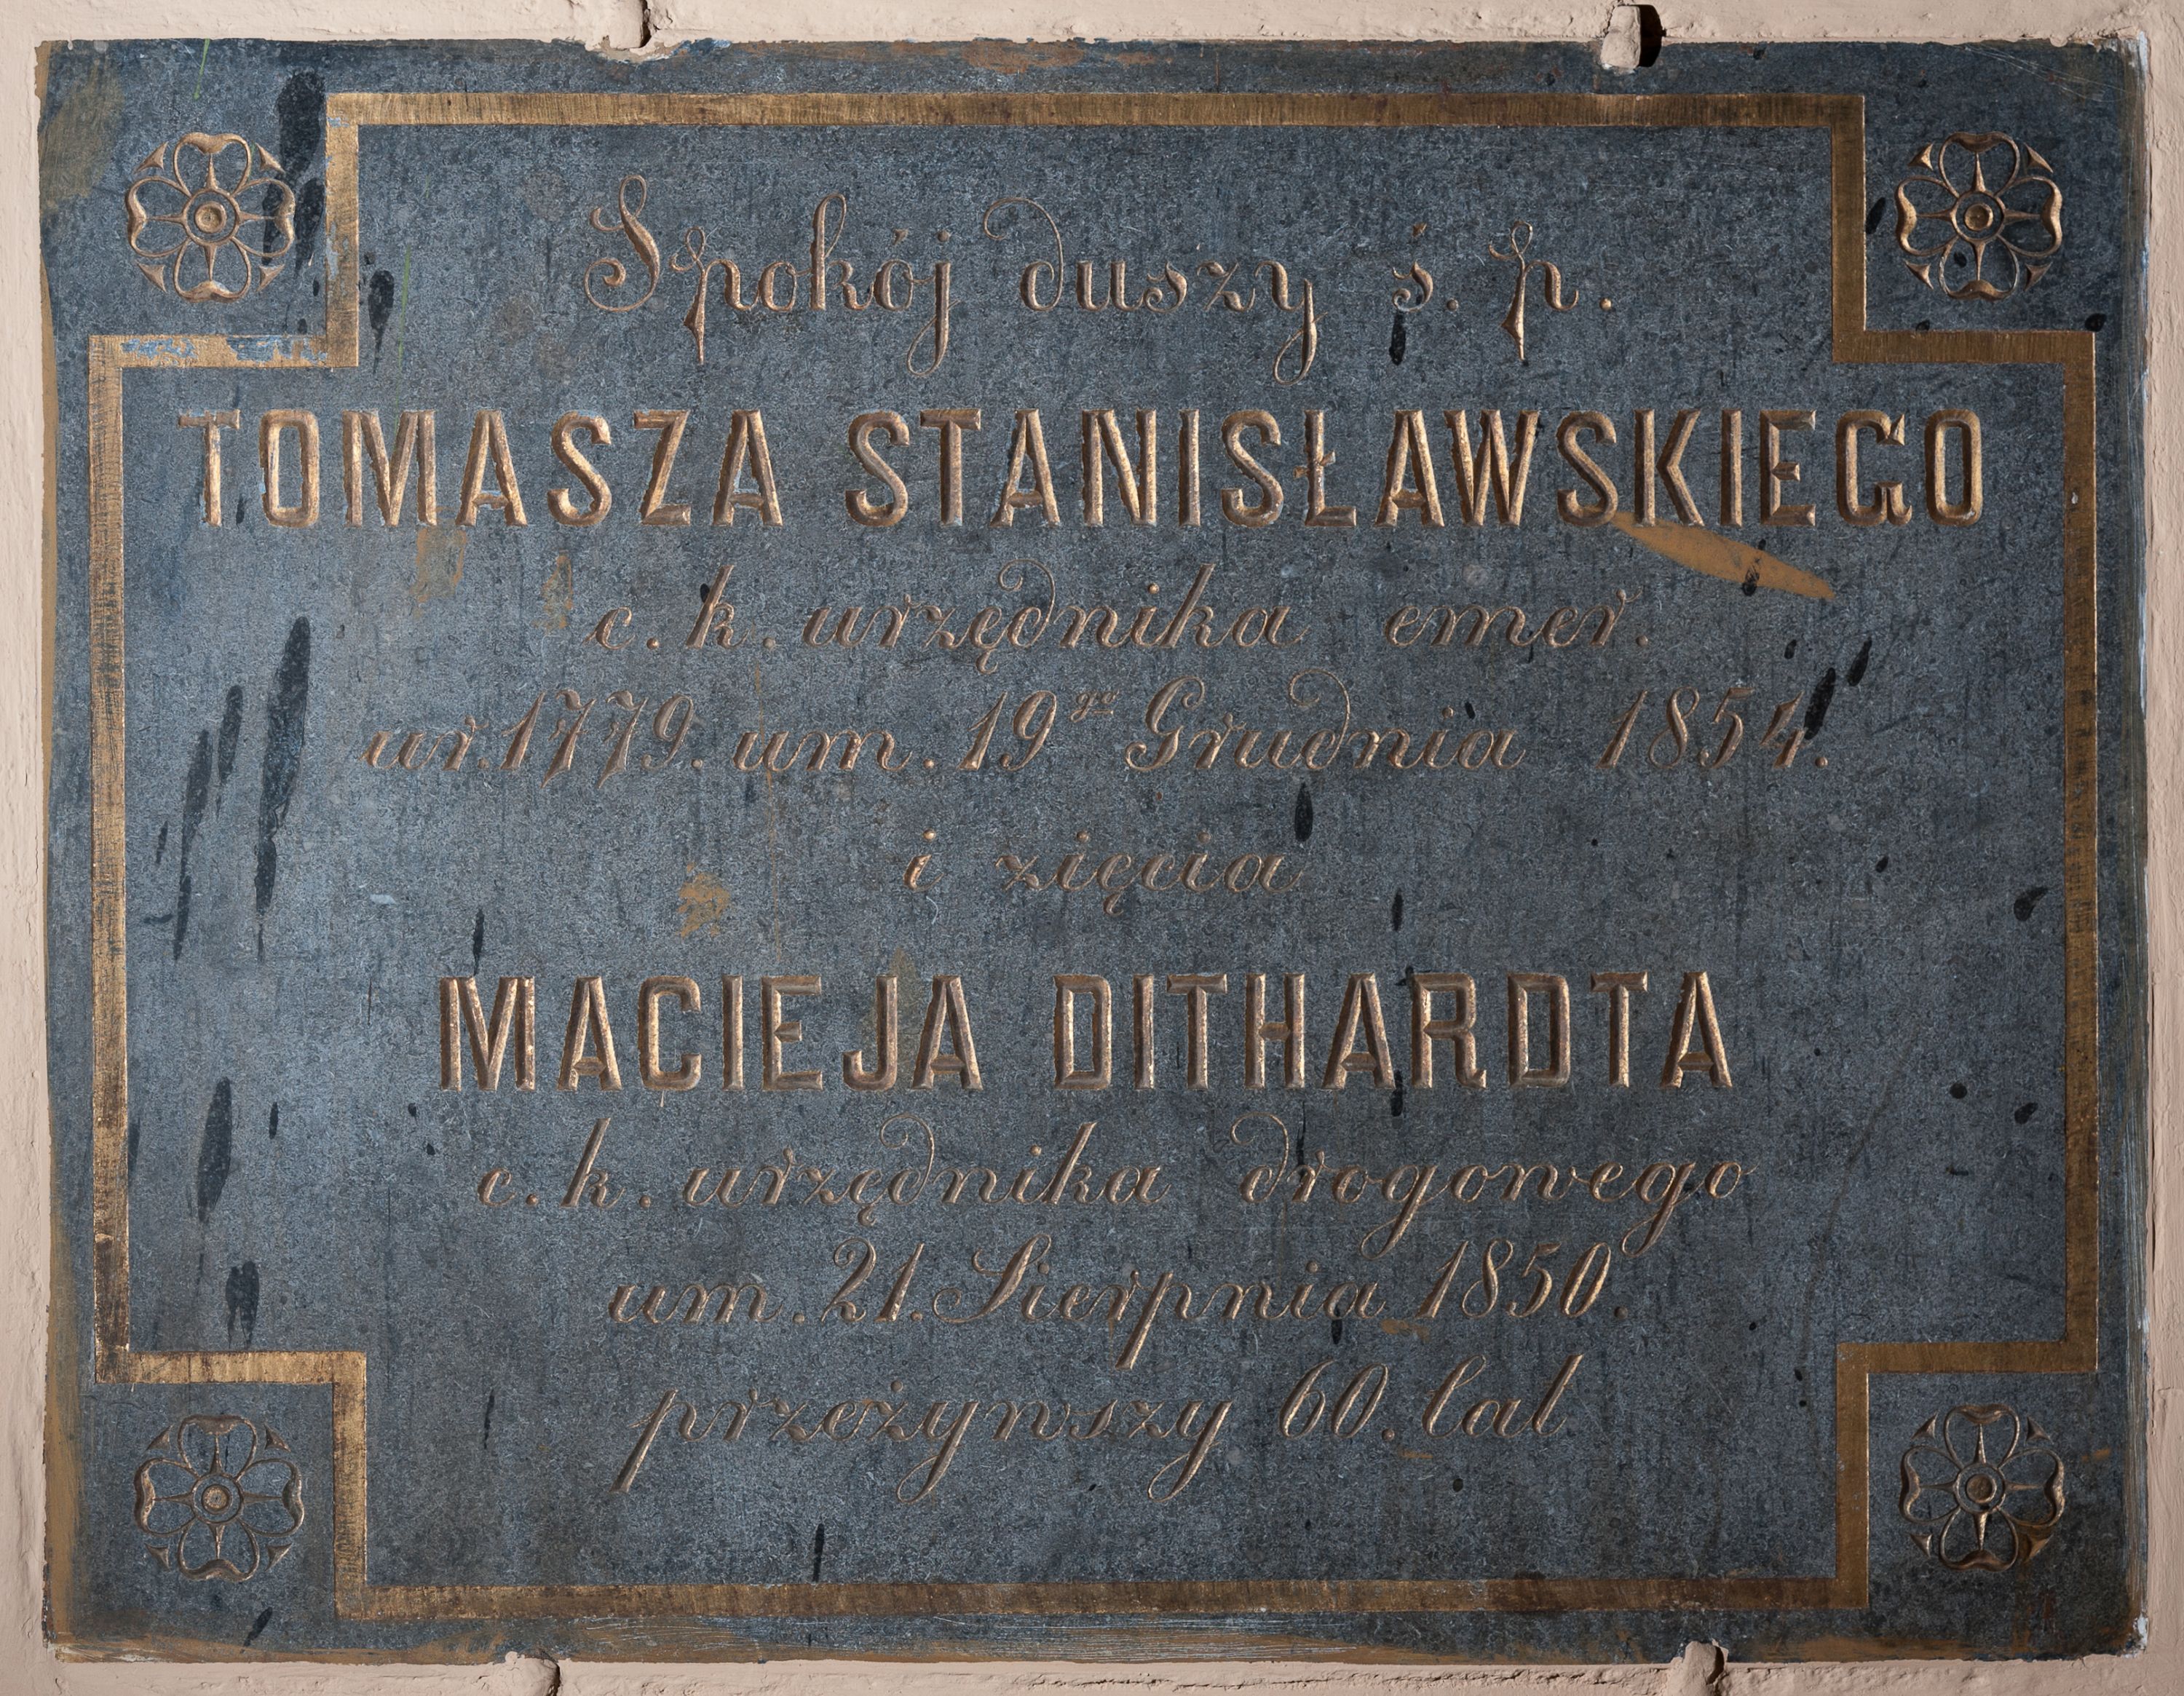 Spokój duszy ś. p.
TOMASZA STANISŁAWSKIEGO
c. k. urzędnika emer.
ur. 1779. um. 19go Grudnia 1854.
i zięcia
MACIEJA DITHARDTA
c. k. urzędnika drogowego
um. 21. Sierpnia 1850.
przeżywszy 60. lal